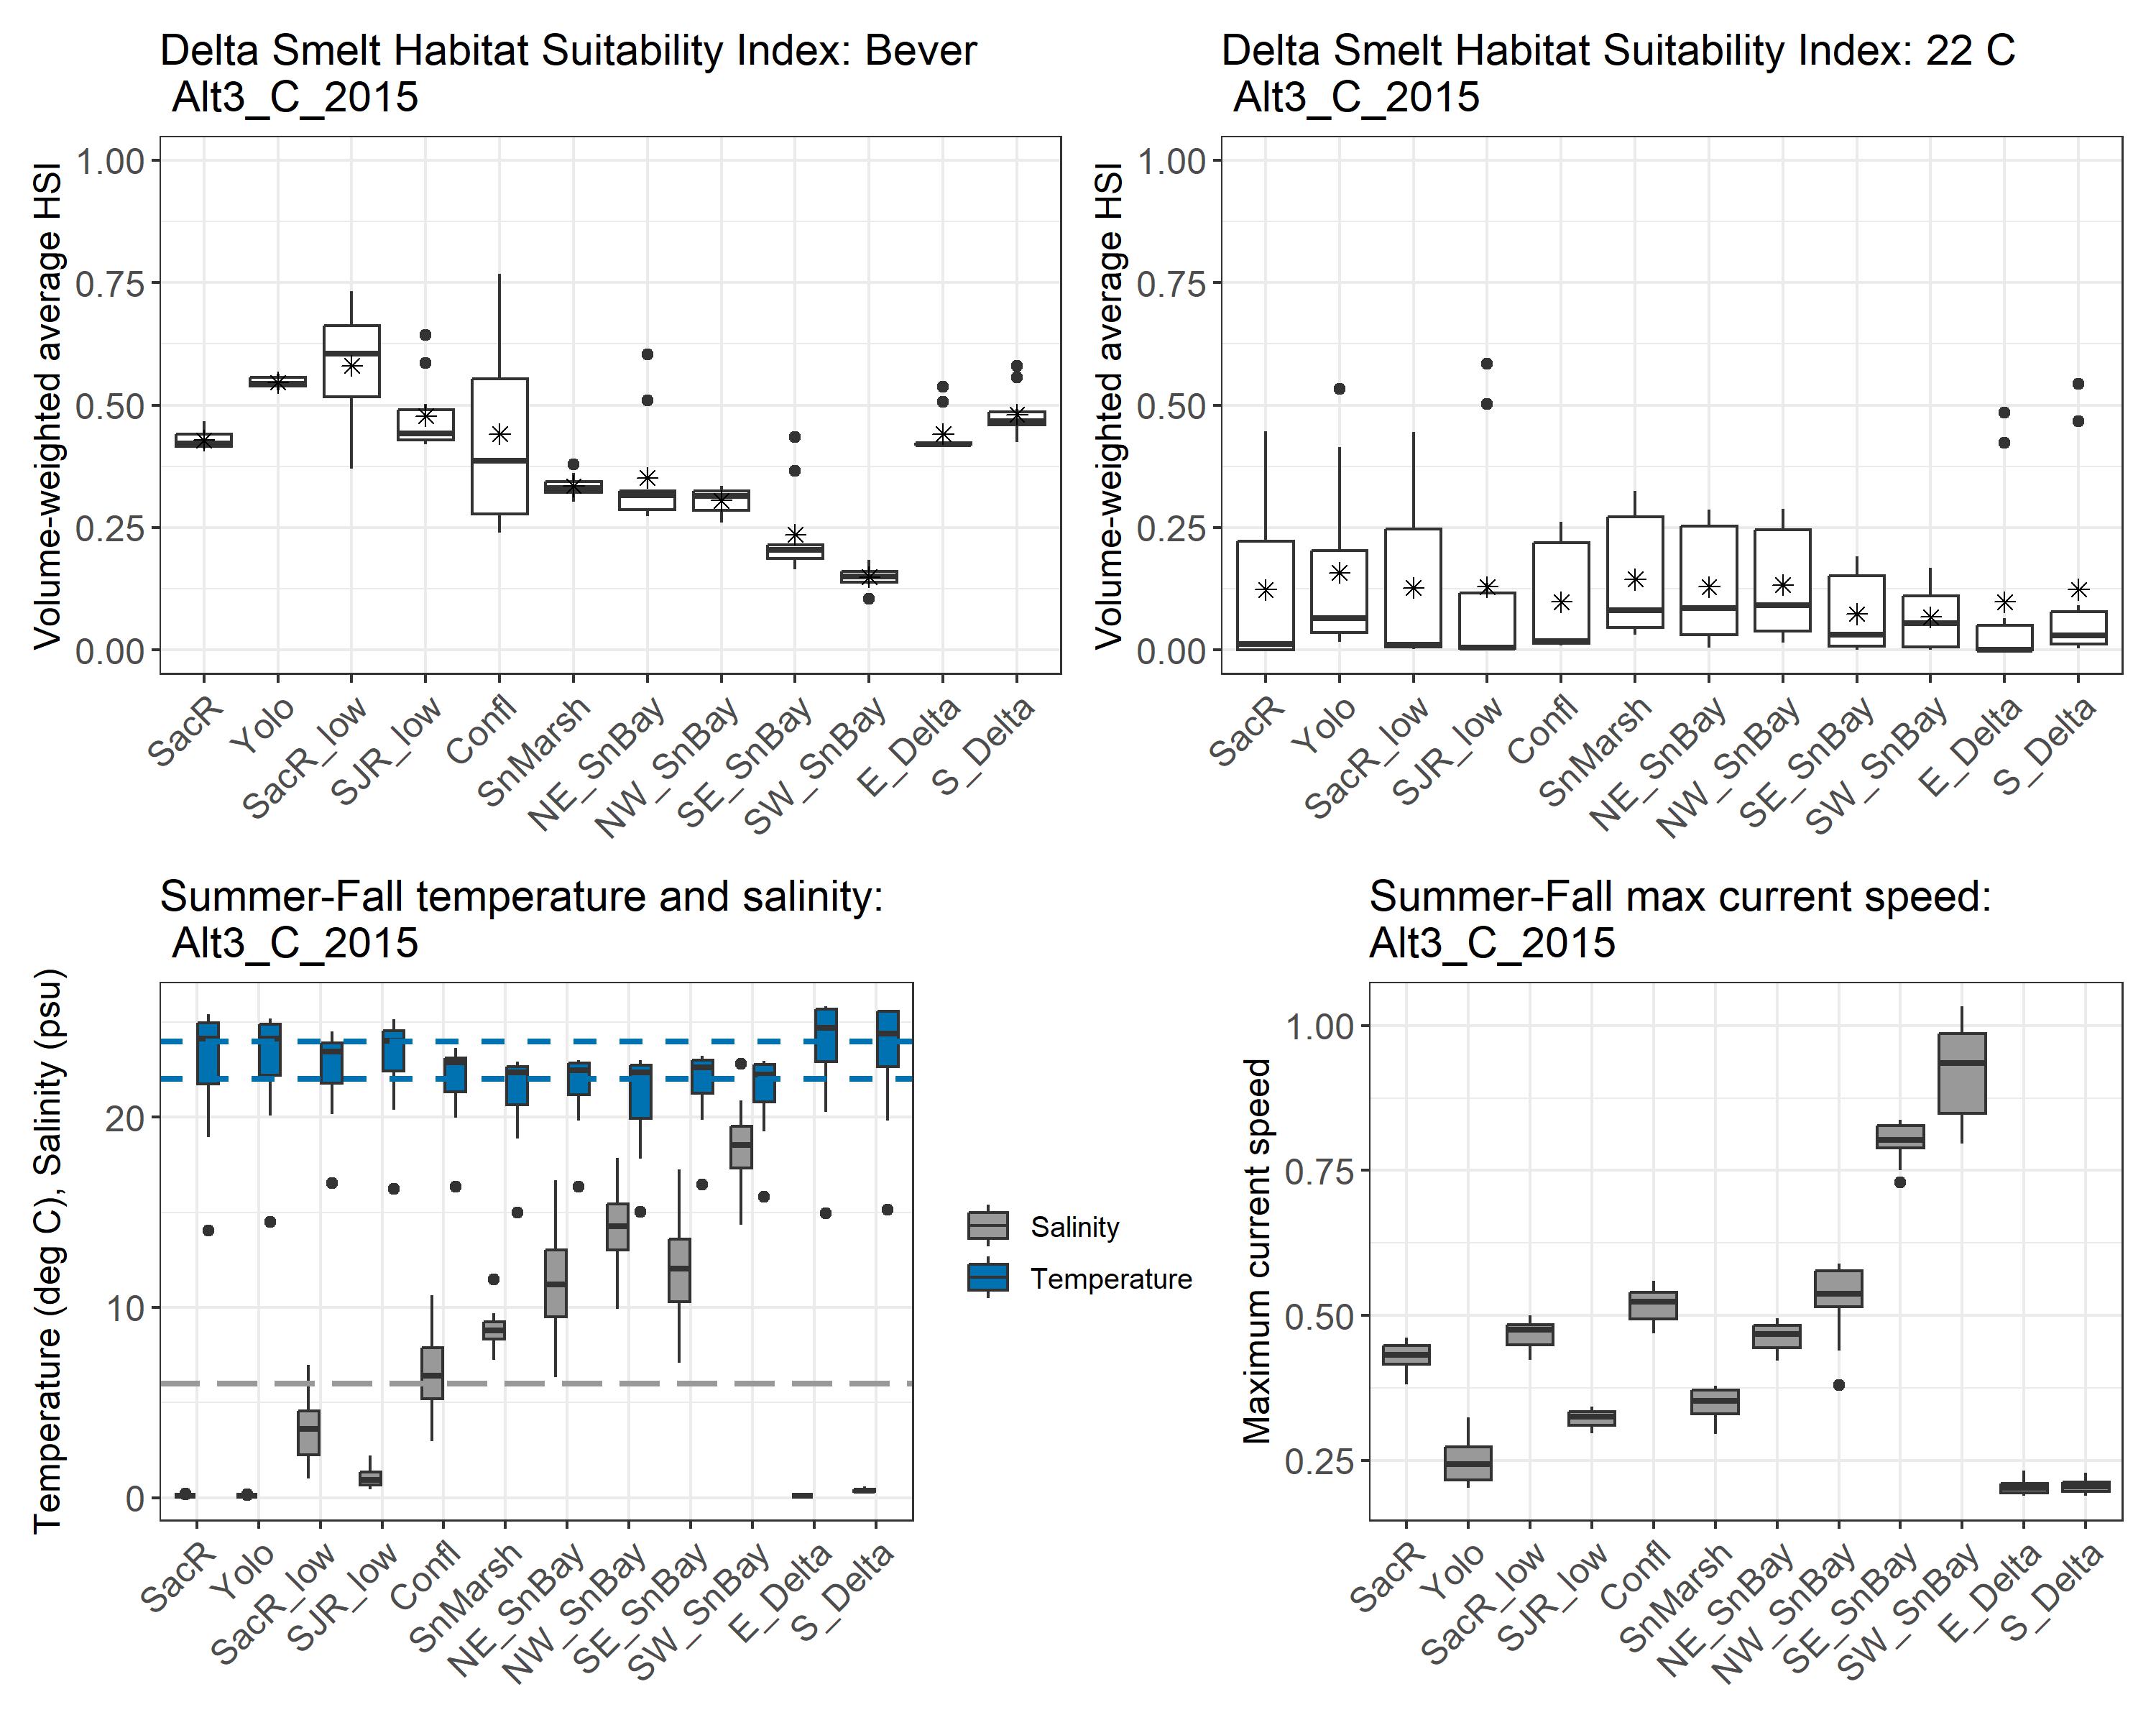 Delta Smelt Habitat Suitability Index: Bever
Alt3_C_2015
Volume-weighted average HSI
1.00
0.75
0.50
0.25
0.00
SacR
Yolo
SacR_low
SJR_low
Confl
SnMarsh
NE_SnBay
NW_SnBay
SE_SnBay
SW_SnBay
E_Delta
S_Delta
Delta Smelt Habitat Suitability Index: 22 C
Alt3_C_2015
Volume-weighted average HSI
1.00
0.75
0.50
0.25
0.00
SacR
Yolo
SacR_low
SJR_low
Confl
SnMarsh
NE_SnBay
NW_SnBay
SE_SnBay
SW_SnBay
E_Delta
S_Delta
Summer-Fall temperature and salinity:
Alt3_C_2015
Temperature (deg C), Salinity (psu)
20
10
0
SacR
Yolo
SacR_low
SJR_low
Confl
SnMarsh
NE_SnBay
NW_SnBay
SE_SnBay
SW_SnBay
E_Delta
S_Delta
Salinity
Temperature
Summer-Fall max current speed:
Alt3_C_2015
Maximum current speed
1.00
0.75
0.50
0.25
SacR
Yolo
SacR_low
SJR_low
Confl
SnMarsh
NE_SnBay
NW_SnBay
SE_SnBay
SW_SnBay
E_Delta
S_Delta